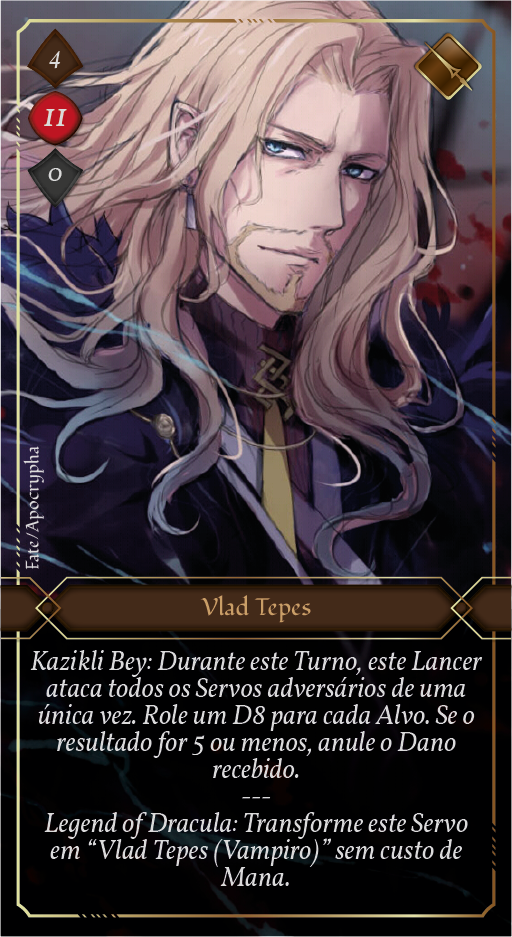 4
11
0
Fate/Apocrypha
Vlad Tepes
Kazikli Bey: Durante este Turno, este Lancer
ataca todos os Servos adversários de uma
única vez. Role um D8 para cada Alvo. Se o
resultado for 5 ou menos, anule o Dano
recebido.
---
Legend of Dracula: Transforme este Servo
em “Vlad Tepes (Vampiro)” sem custo de
Mana.